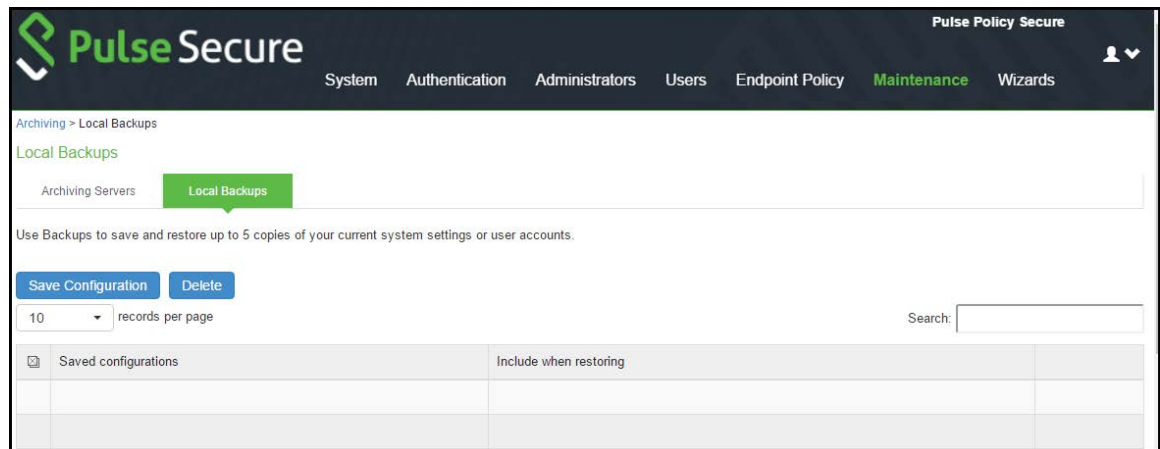 Pulse Policy Secure
Pulse Secure
System Authentication Administrators Users Endpoint Policy Maintenance Wizards
Archiving > Local Backups
Local Backups
Archiving Servers Local Backups
Use Backups to save and restore up to 5 copies of your current system settings or user accounts.
Save Configuration Delete
10 records per page Search:
Saved configurations Include when restoring